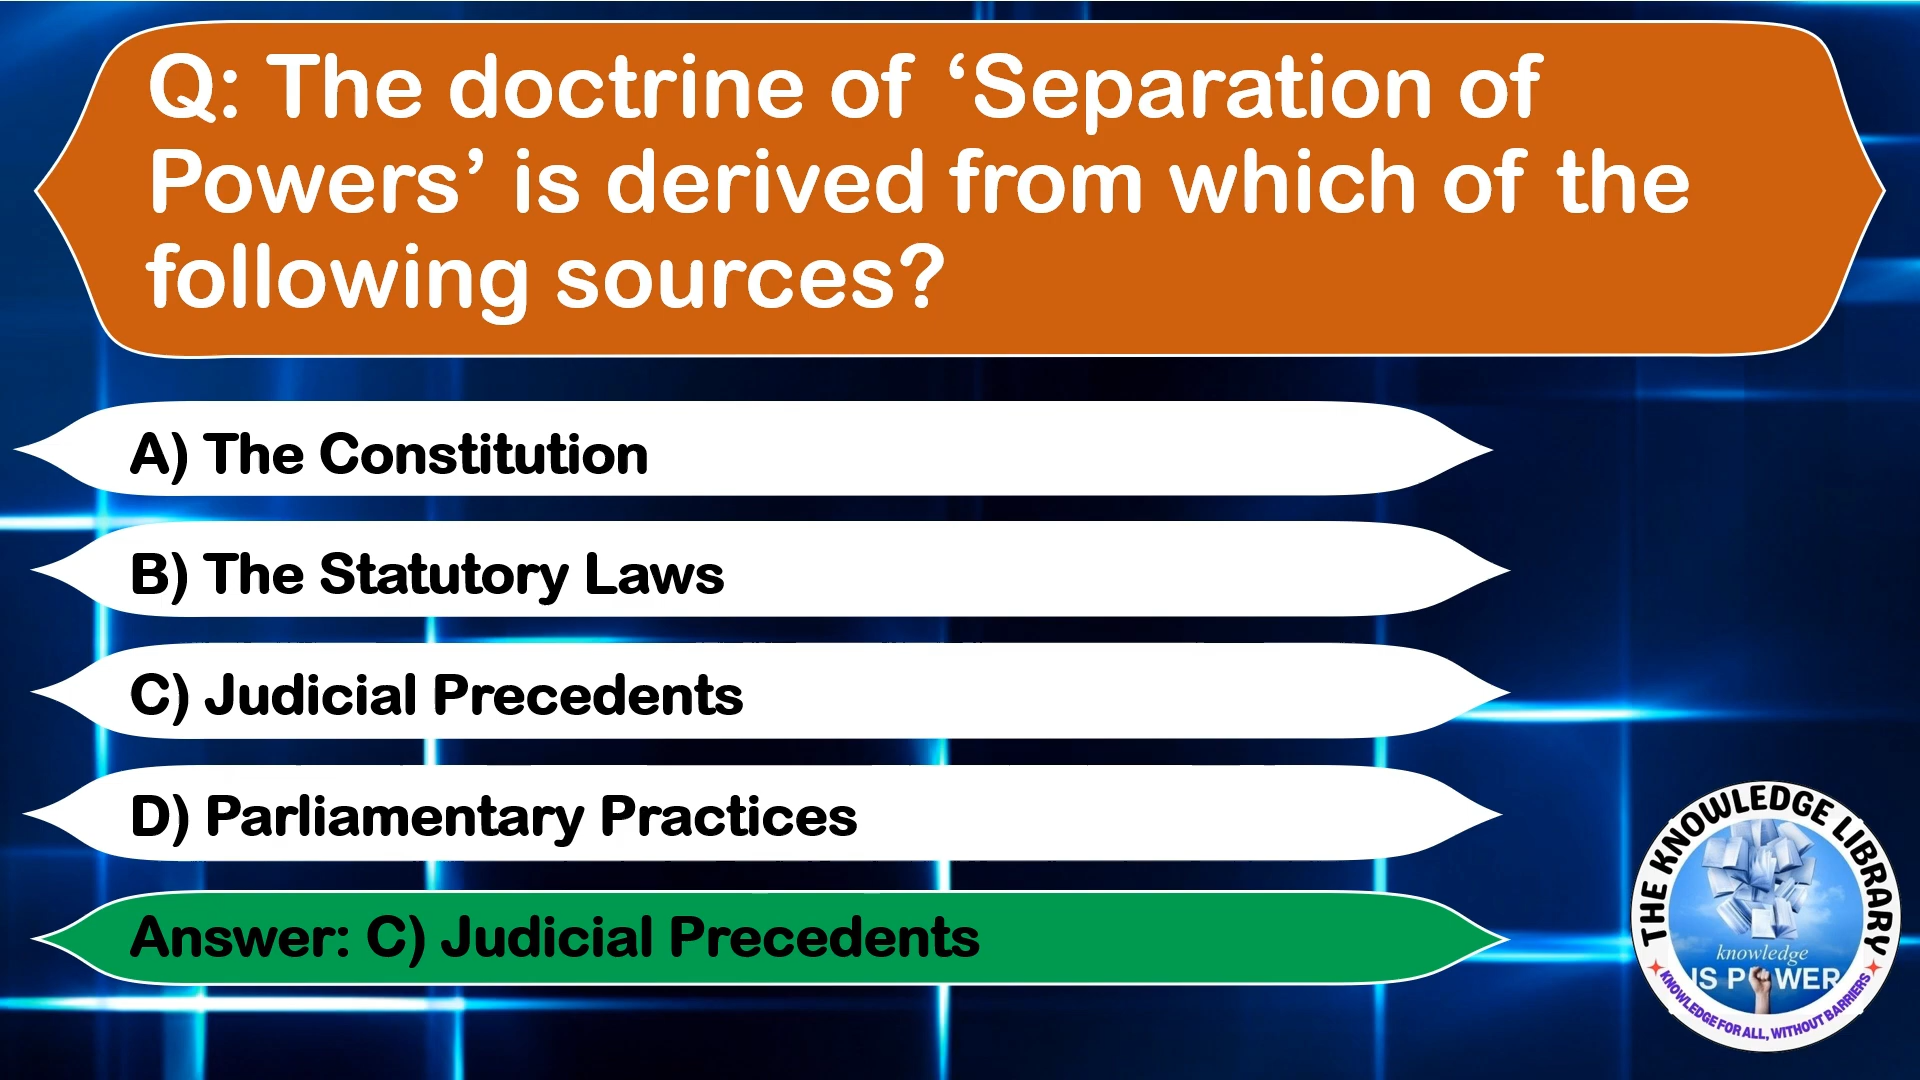 Q: The doctrine of ‘Separation of
Powers’ is derived from which of the
following sources?
A) The Constitution
B) The Statutory Laws
C) Judicial Precedents
D) Parliamentary Practices
Answer: C) Judicial Precedents
THE KNOWLEDGE LIBRARY
knowledge
IS POWER
KNOWLEDGE FOR ALL, WITHOUT BARRIERS